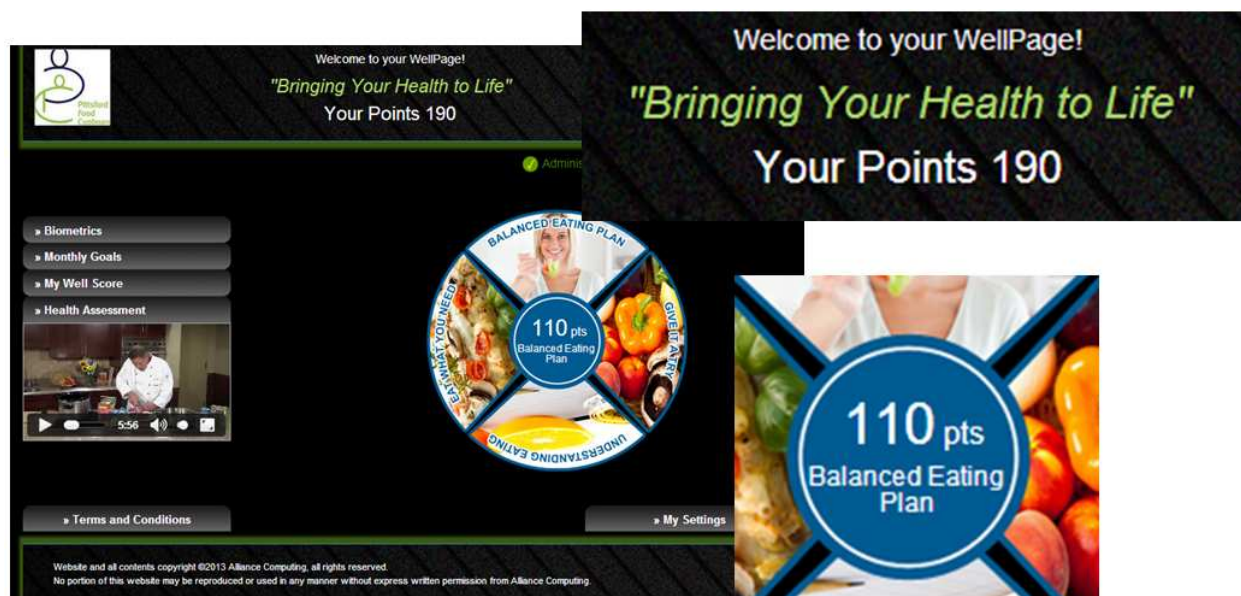 Pittsford
Food
Welcome to your WellPage!
"Bringing Your Health to Life"
Your Points 190
» Biometrics
» Monthly Goals
» My Well Score
» Health Assessment
5:56
BALANCED EATING PLAN
GIVE IT A TRY
UNDERSTANDING EATING
EAT WHAT YOU NEED
110 pts
Balanced Eating
Plan
» Terms and Conditions
» My Settings
Website and all contents copyright ©2013 Alliance Computing, all rights reserved.
No portion of this website may be reproduced or used in any manner without express written permission from Alliance Computing.
Welcome to your WellPage!
"Bringing Your Health to Life"
Your Points 190
110 pts
Balanced Eating
Plan